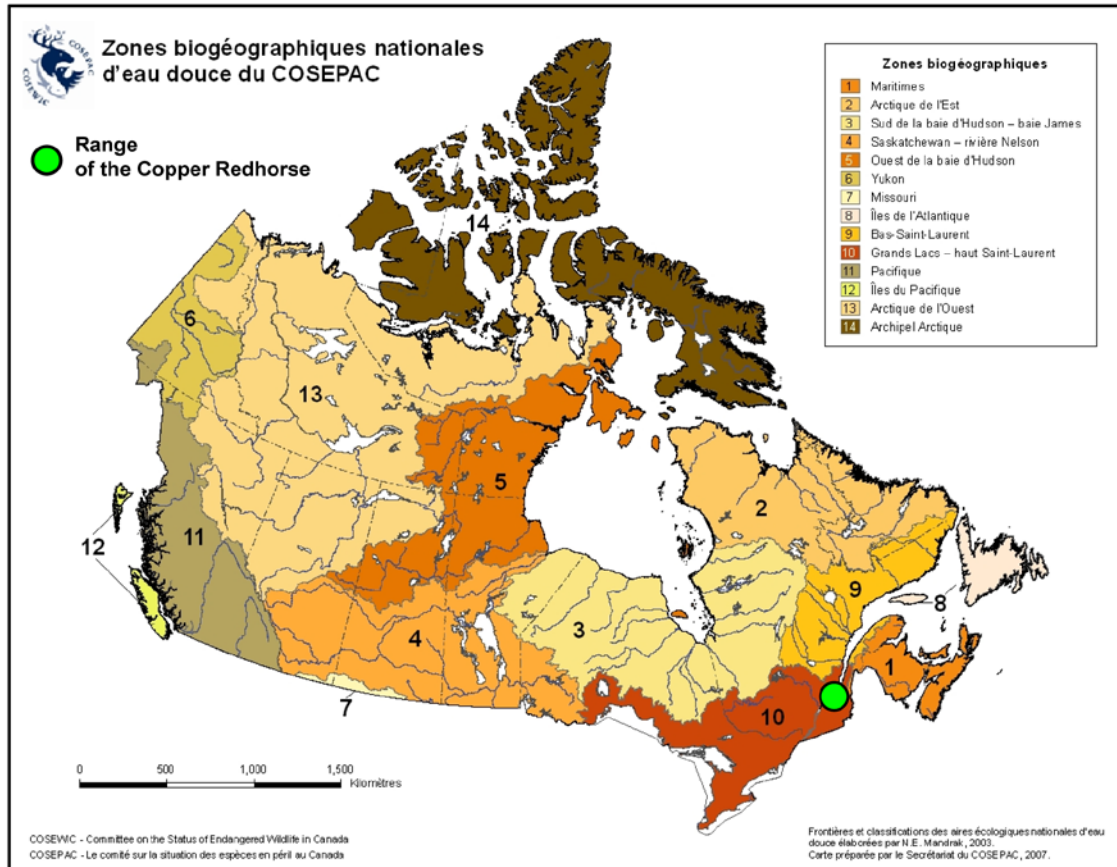 COSEPAC
COSEWIC
Zones biogéographiques nationales
d'eau douce du COSEPAC
Range
of the Copper Redhorse
Zones biogéographiques
1 Maritimes
2 Arctique de l'Est
3 Sud de la baie d'Hudson – baie James
4 Saskatchewan – rivière Nelson
5 Ouest de la baie d'Hudson
6 Yukon
7 Missouri
8 Îles de l'Atlantique
9 Bas-Saint-Laurent
10 Grands Lacs – haut Saint-Laurent
11 Pacifique
12 Îles du Pacifique
13 Arctique de l'Ouest
14 Archipel Arctique
14
6
13
5
2
12
11
9
8
4
3
1
7
10
0 500 1,000 1,500
Kilomètres
COSEWIC - Committee on the Status of Endangered Wildlife in Canada
COSEPAC - Le comité sur la situation des espèces en péril au Canada
Frontières et classifications des aires écologiques nationales d'eau
douce élaborées par N.E. Mandrak, 2003.
Carte préparée par le Secrétariat du COSEPAC, 2007.